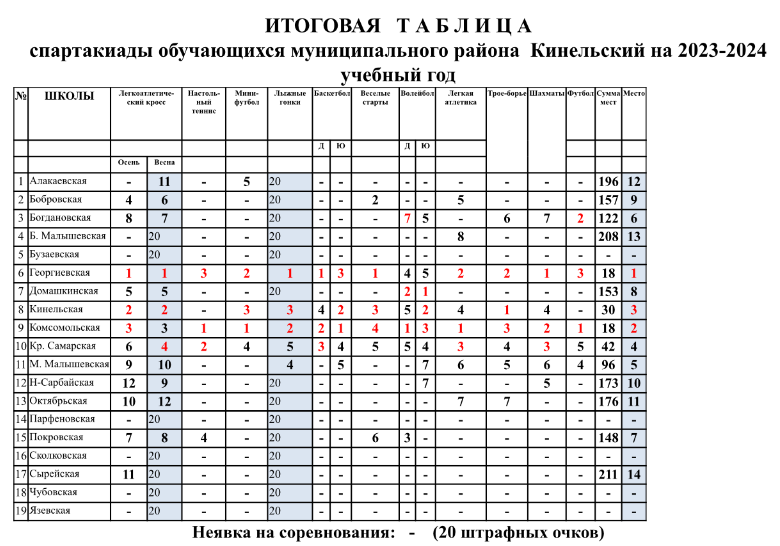 ИТОГОВАЯ Т А Б Л И Ц А
спартакиады обучающихся муниципального района Кинельский на 2023-2024
учебный год
№ ШКОЛЫ Легкоатлетиче-ский кросс Настоль-ный теннис Мини-футбол Лыжные гонки Баскетбол Веселые старты Волейбол Легкая атлетика Трое-борье Шахматы Футбол Сумма мест Место
Д Ю Д Ю
Осень Весна
1 Алакаевская - 11 - 5 20 - - - - - - - - - 196 12
2 Бобровская 4 6 - - 20 - - 2 - - 5 - - - 157 9
3 Богдановская 8 7 - - 20 - - - 7 5 - 6 7 2 122 6
4 Б. Малышевская - 20 - - 20 - - - - - 8 - - - 208 13
5 Бузаевская - 20 - - 20 - - - - - - - - - - -
6 Георгиевская 1 1 3 2 1 1 3 1 4 5 2 2 1 3 18 1
7 Домашкинская 5 5 - - 20 - - - 2 1 - - - - 153 8
8 Кинельская 2 2 - 3 3 4 2 3 5 2 4 1 4 - 30 3
9 Комсомольская 3 3 1 1 2 2 1 4 1 3 1 3 2 1 18 2
10 Кр. Самарская 6 4 2 4 5 3 4 5 5 4 3 4 3 5 42 4
11 М. Малышевская 9 10 - - 4 - 5 - - 7 6 5 6 4 96 5
12 Н-Сарбайская 12 9 - - 20 - - - - 7 - - 5 - 173 10
13 Октябрьская 10 12 - - 20 - - - - - 7 7 - - 176 11
14 Парфеновская - 20 - - 20 - - - - - - - - - - -
15 Покровская 7 8 4 - 20 - - 6 3 - - - - - 148 7
16 Сколковская - 20 - - 20 - - - - - - - - - - -
17 Сырейская 11 20 - - 20 - - - - - - - - - 211 14
18 Чубовская - 20 - - 20 - - - - - - - - - - -
19 Язевская - 20 - - 20 - - - - - - - - - - -
Неявка на соревнования: - (20 штрафных очков)